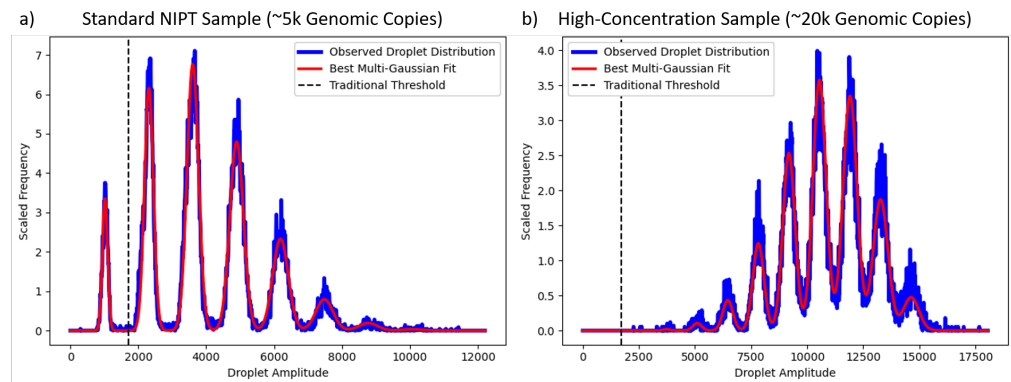 a) Standard NIPT Sample (~5k Genomic Copies)
Observed Droplet Distribution
Best Multi-Gaussian Fit
Traditional Threshold
Scaled Frequency
7
6
5
4
3
2
1
0
0 2000 4000 6000 8000 10000 12000
Droplet Amplitude
b) High-Concentration Sample (~20k Genomic Copies)
Observed Droplet Distribution
Best Multi-Gaussian Fit
Traditional Threshold
Scaled Frequency
4.0
3.5
3.0
2.5
2.0
1.5
1.0
0.5
0.0
0 2500 5000 7500 10000 12500 15000 17500
Droplet Amplitude